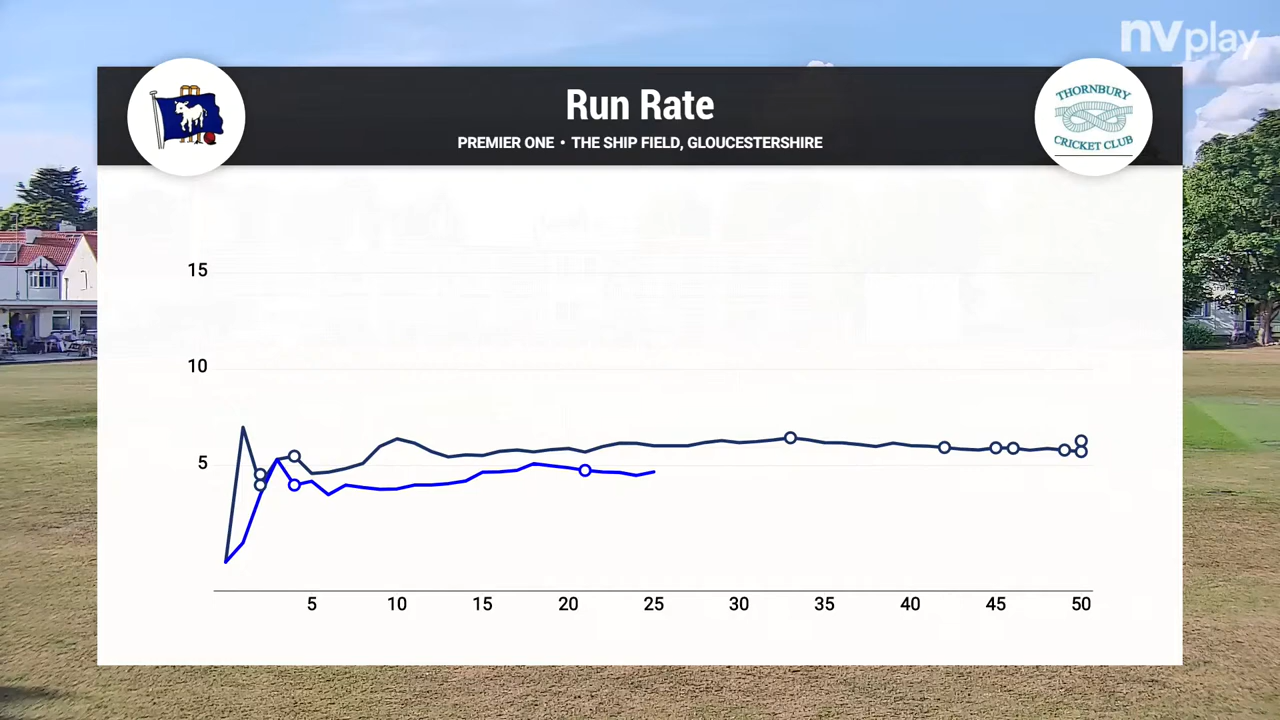 nvplay
Run Rate
PREMIER ONE • THE SHIP FIELD, GLOUCESTERSHIRE
THORNBURY
CRICKET CLUB
15
10
5
5 10 15 20 25 30 35 40 45 50